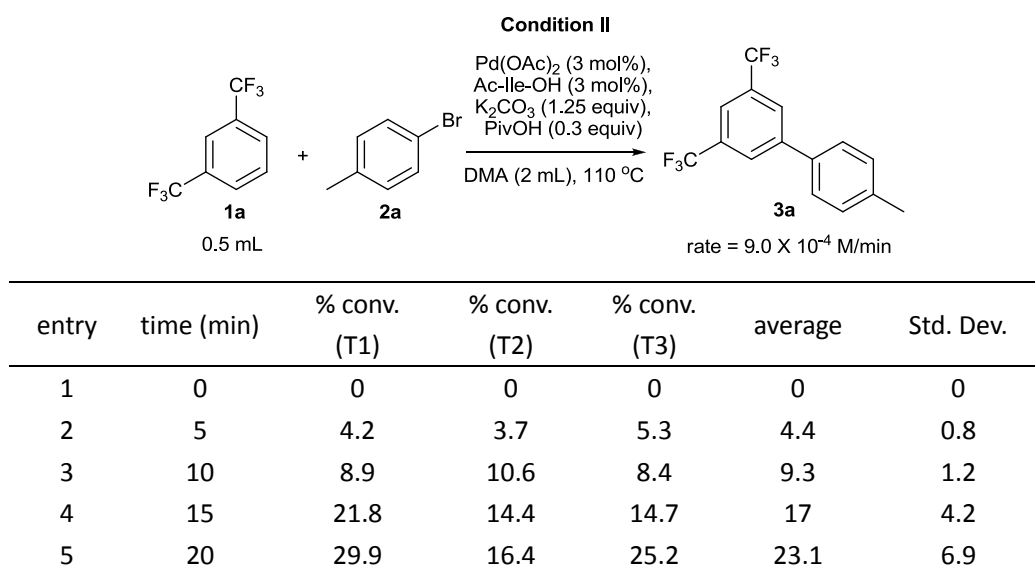 Condition II
Pd(OAc)2 (3 mol%),
Ac-Ile-OH (3 mol%),
K2CO3 (1.25 equiv),
PivOH (0.3 equiv)
DMA (2 mL), 110 °C
CF3
F3C
1a
0.5 mL
+
Br
2a
CF3
F3C
3a
rate = 9.0 X 10-4 M/min
entry time (min) % conv. (T1) % conv. (T2) % conv. (T3) average Std. Dev.
1 0 0 0 0 0 0
2 5 4.2 3.7 5.3 4.4 0.8
3 10 8.9 10.6 8.4 9.3 1.2
4 15 21.8 14.4 14.7 17 4.2
5 20 29.9 16.4 25.2 23.1 6.9